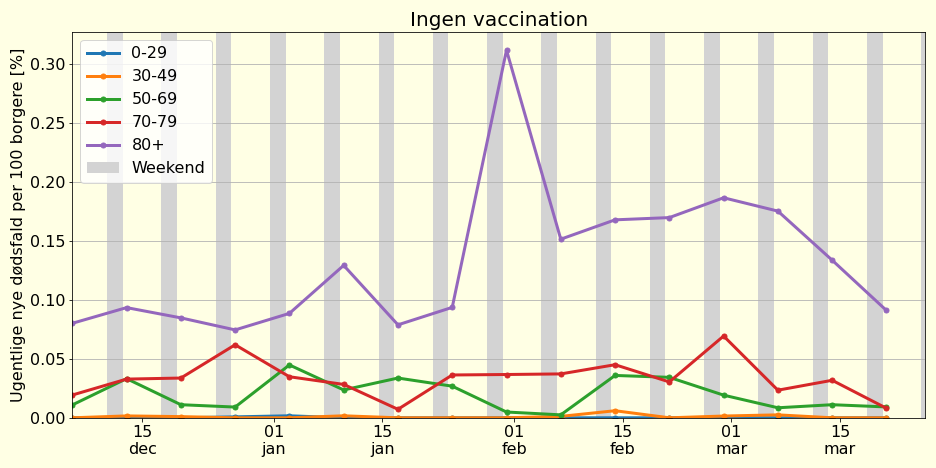 Ingen vaccination
Ugentlige nye dødsfald per 100 borgere [%]
0.30
0.25
0.20
0.15
0.10
0.05
0.00
0-29
30-49
50-69
70-79
80+
Weekend
15 01 15 01 15 01 15
dec jan jan feb feb mar mar